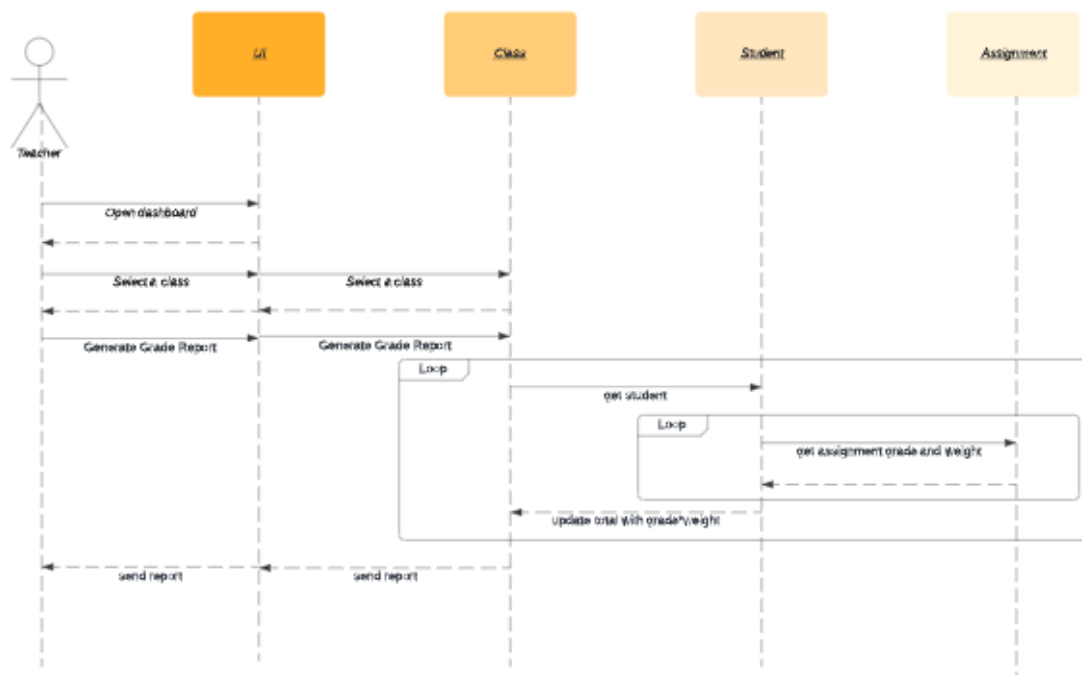 UI
Class
Student
Assignment
Teacher
Open dashboard
Select a class
Select a class
Generate Grade Report
Generate Grade Report
Loop
get student
Loop
get assignment grade and weight
update total with grade*weight
send report
send report